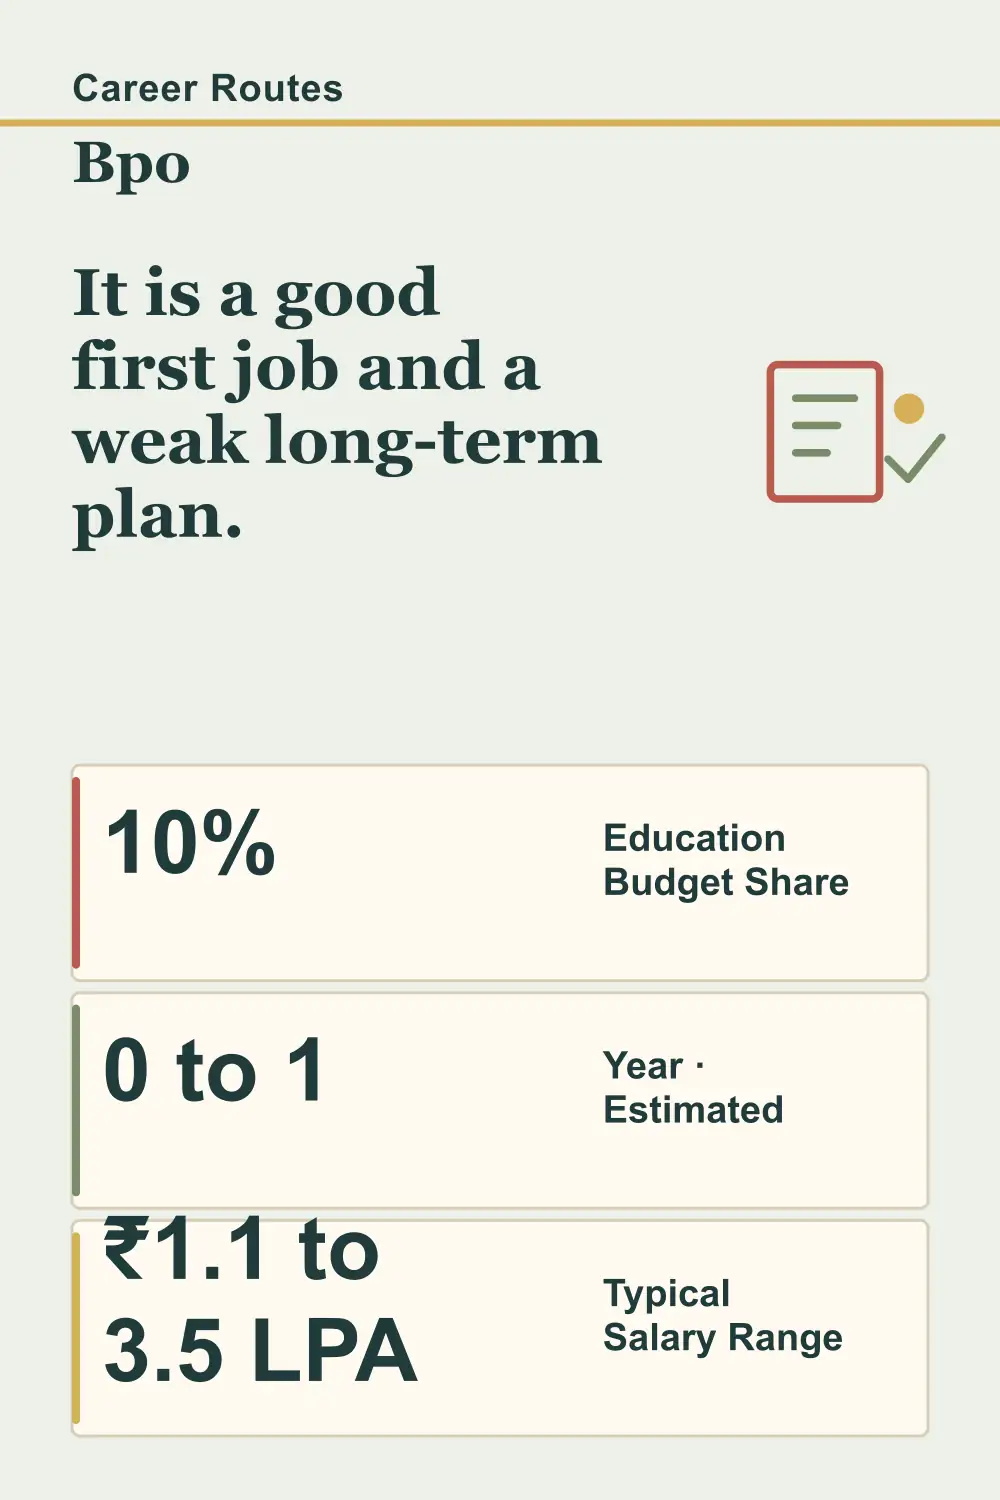 Career Routes
Bpo
It is a good
first job and a
weak long-term
plan.
10%
Education
Budget Share
0 to 1
Year ·
Estimated
₹1.1 to
3.5 LPA
Typical
Salary Range